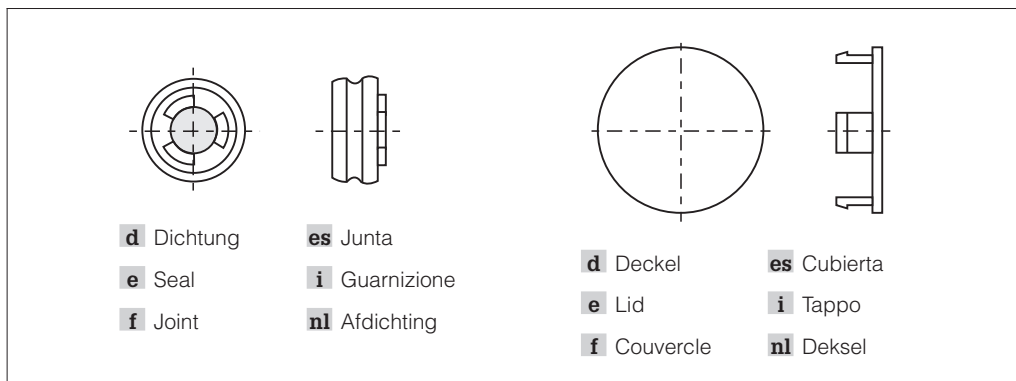 d Dichtung
e Seal
f Joint
es Junta
i Guarnizione
nl Afdichting
d Deckel
e Lid
f Couvercle
es Cubierta
i Tappo
nl Deksel